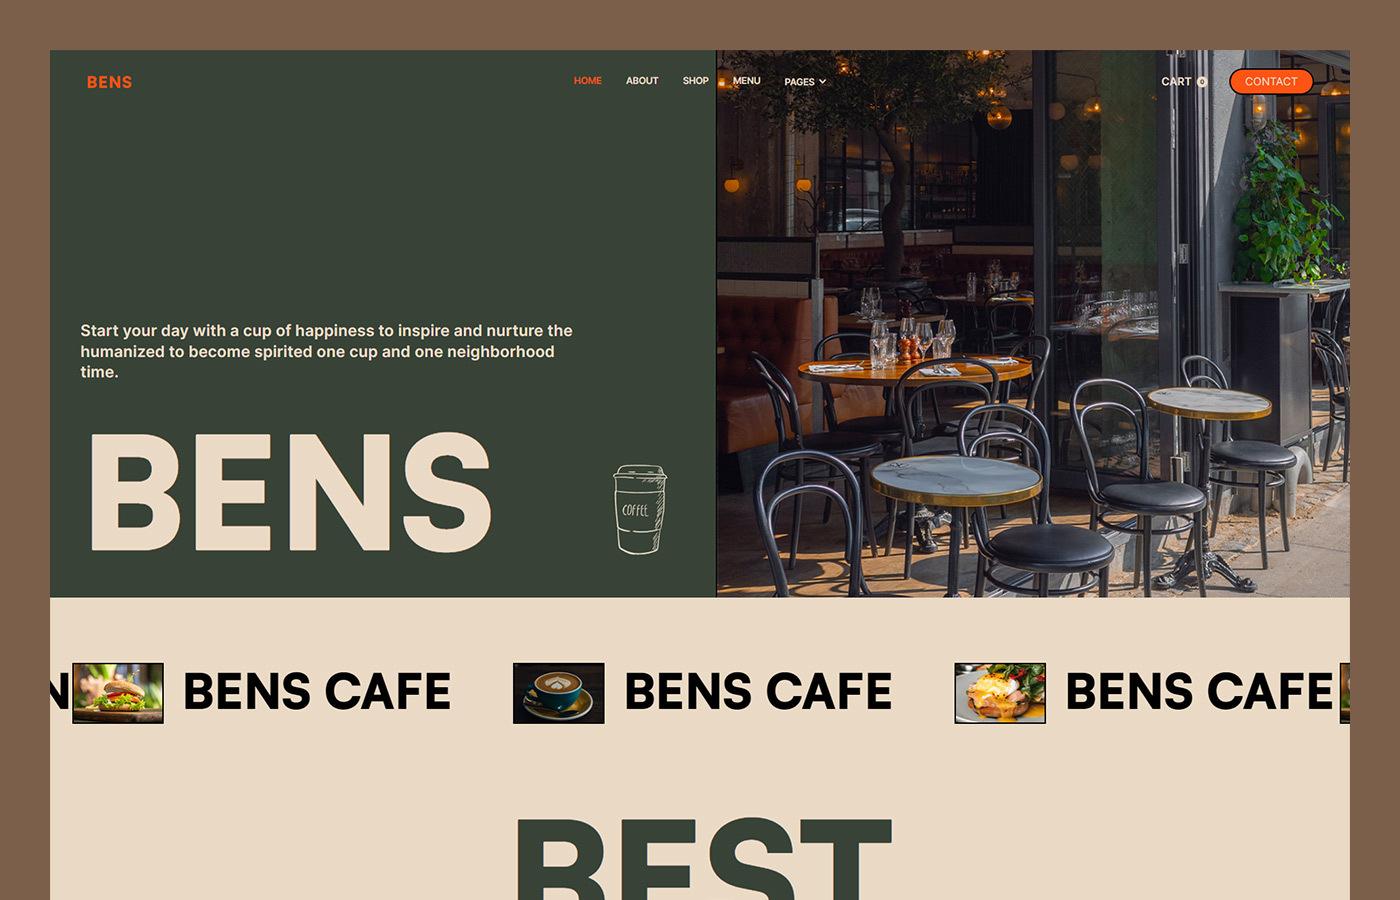 BENS
HOME ABOUT SHOP MENU PAGES
CART 0 CONTACT
Start your day with a cup of happiness to inspire and nurture the
humanized to become spirited one cup and one neighborhood
time.
BENS
COFFEE
N BENS CAFE BENS CAFE BENS CAFE
BEST